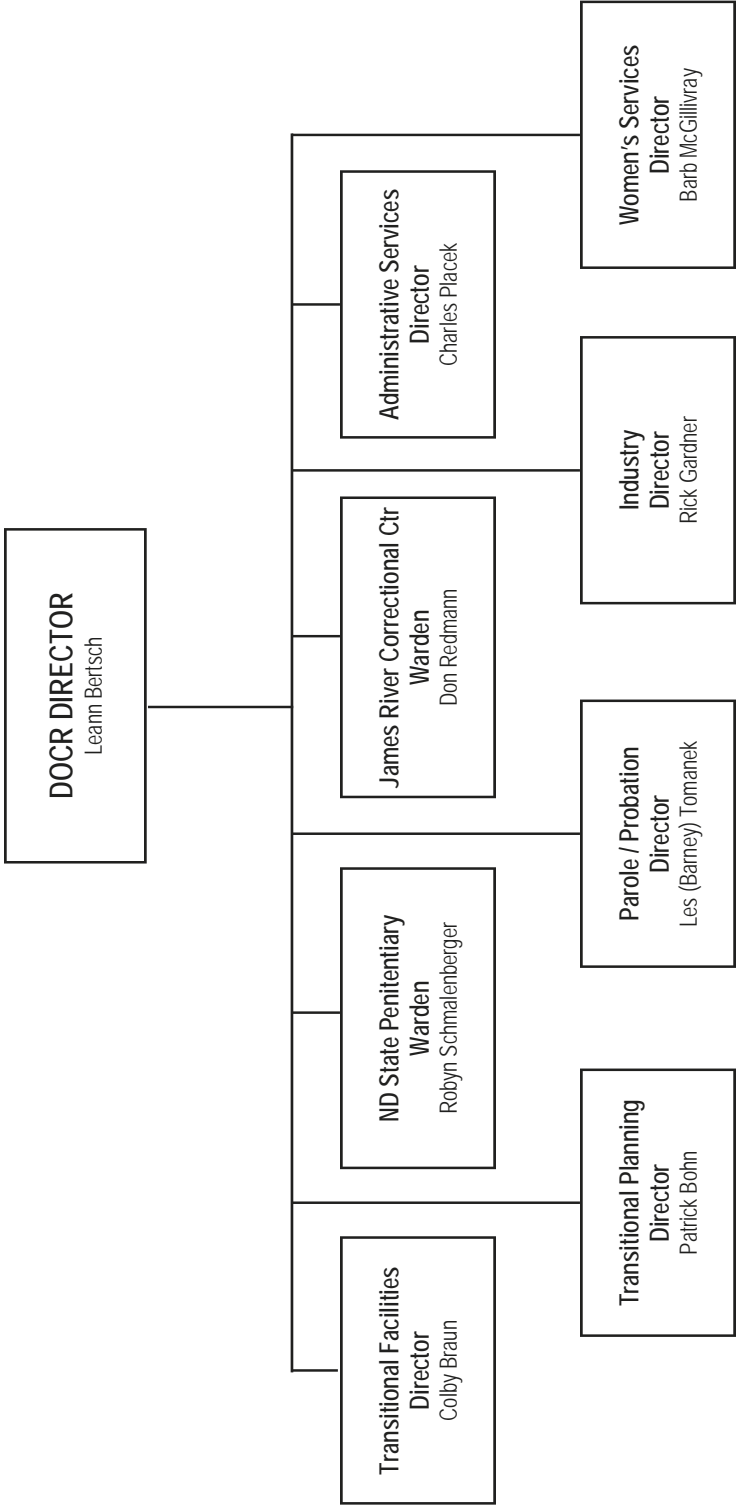 DOCR DIRECTOR
Leann Bertsch
Transitional Facilities
Director
Colby Braun
ND State Penitentiary
Warden
Robyn Schmalenberger
James River Correctional Ctr
Warden
Don Redmann
Administrative Services
Director
Charles Placek
Transitional Planning
Director
Patrick Bohn
Parole / Probation
Director
Les (Barney) Tomanek
Industry
Director
Rick Gardner
Women's Services
Director
Barb McGillivray